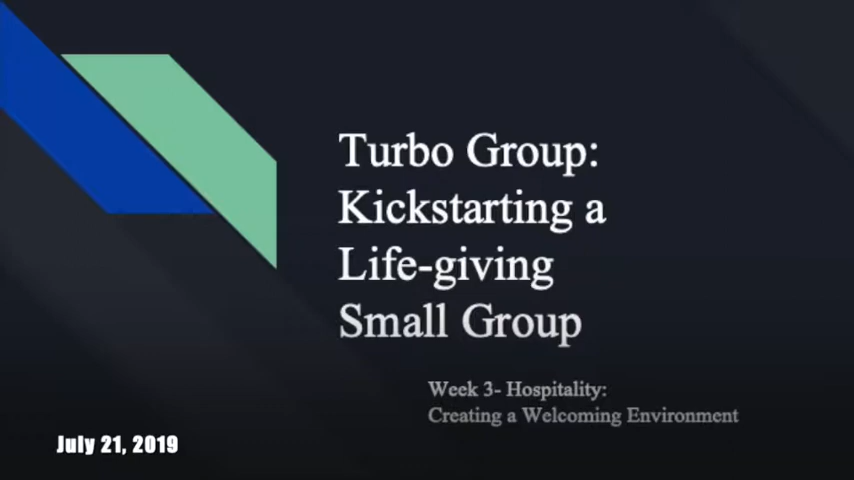 Turbo Group:
Kickstarting a
Life-giving
Small Group
Week 3- Hospitality:
Creating a Welcoming Environment
July 21, 2019